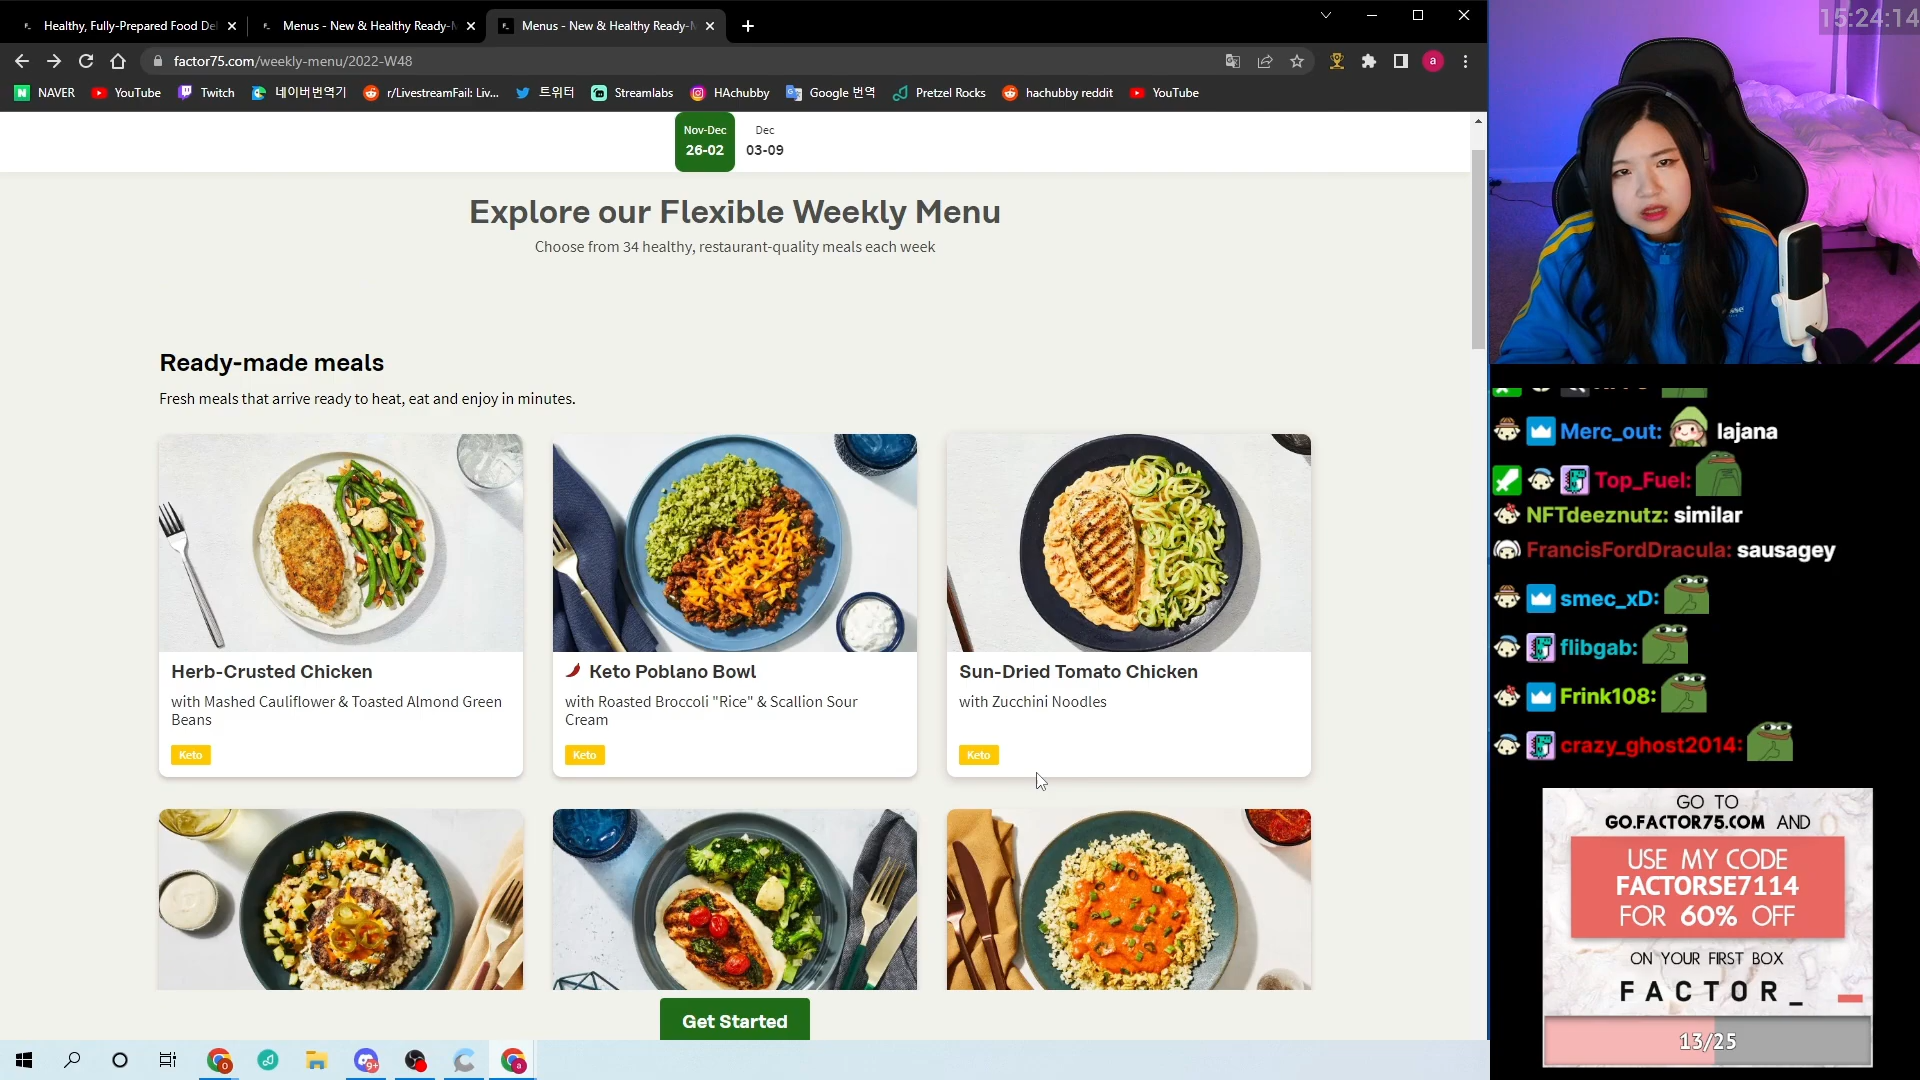 Healthy, Fully-Prepared Food De
Menus - New & Healthy Ready-M
Menus - New & Healthy Ready-M
factor75.com/weekly-menu/2022-W48
a
NAVER
YouTube
Twitch
네이버번역기
r/LivestreamFail: Liv...
트위터
Streamlabs
HAchubby
Google 번역
Pretzel Rocks
hachubby reddit
YouTube
Nov-Dec
26-02
Dec
03-09
Explore our Flexible Weekly Menu
Choose from 34 healthy, restaurant-quality meals each week
Ready-made meals
Fresh meals that arrive ready to heat, eat and enjoy in minutes.
Herb-Crusted Chicken
with Mashed Cauliflower & Toasted Almond Green
Beans
Keto
Keto Poblano Bowl
with Roasted Broccoli "Rice" & Scallion Sour
Cream
Keto
Sun-Dried Tomato Chicken
with Zucchini Noodles
Keto
Get Started
15:24:14
Merc_out: lajana
Top_Fuel:
NFTdeeznutz: similar
FrancisFordDracula: sausagey
smec_xD:
flibgab:
Frink108:
crazy_ghost2014:
GO TO
GO.FACTOR75.COM AND
USE MY CODE
FACTORSE7114
FOR 60% OFF
ON YOUR FIRST BOX
FACTOR_
13/25